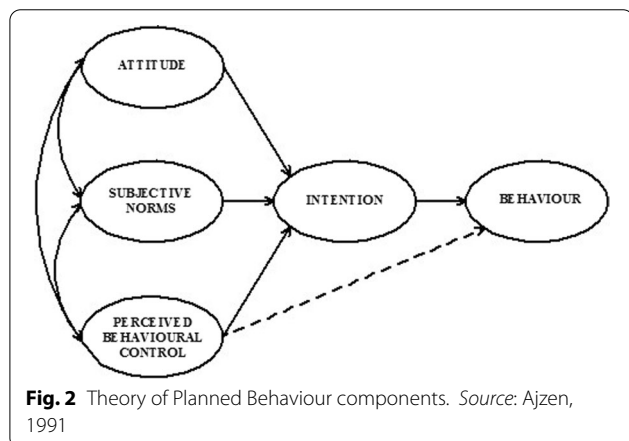 ATTITUDE
SUBJECTIVE
NORMS
INTENTION
BEHAVIOUR
PERCEIVED
BEHAVIOURAL
CONTROL
Fig. 2 Theory of Planned Behaviour components. Source: Ajzen,
1991